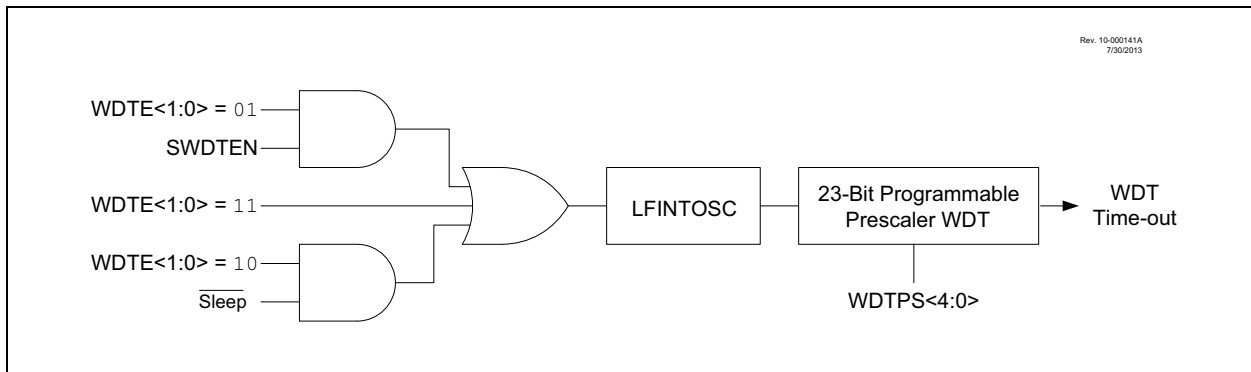 Rev. 10-000141A
7/30/2013
WDTE<1:0> = 01
SWDTEN
WDTE<1:0> = 11
WDTE<1:0> = 10
Sleep
LFINTOSC
23-Bit Programmable
Prescaler WDT
WDT
Time-out
WDTPS<4:0>